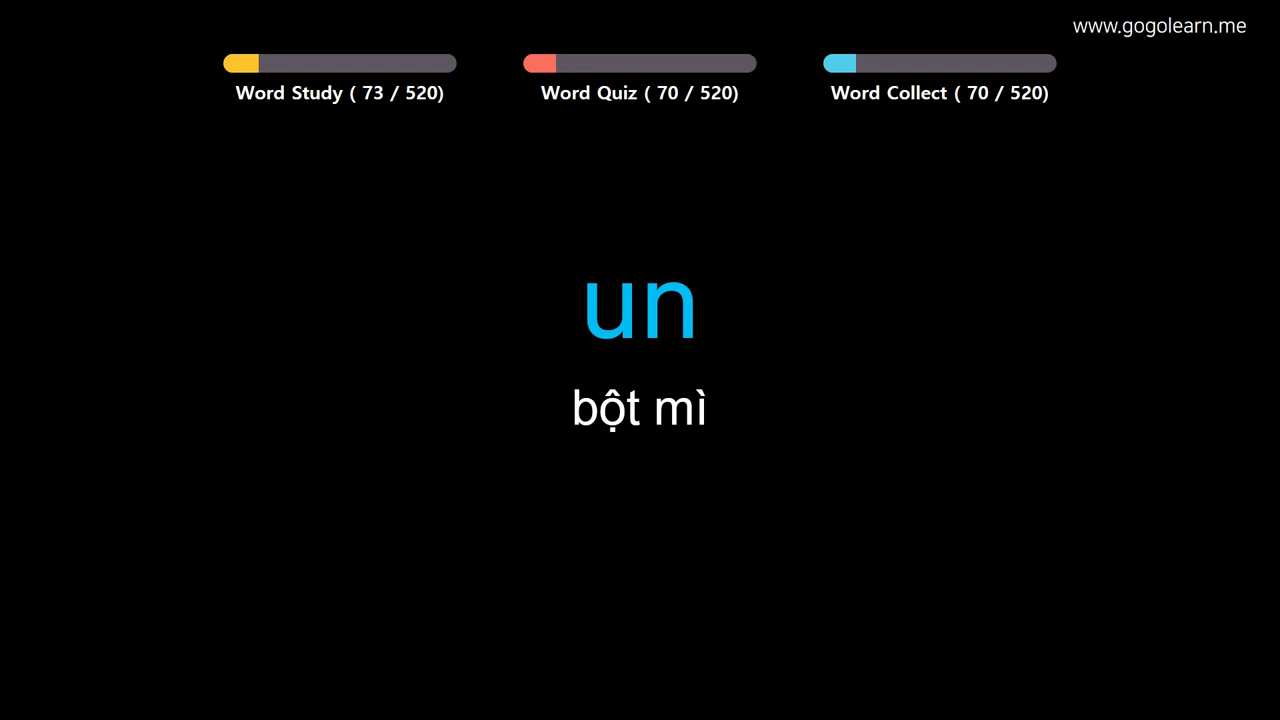 www.gogolearn.me
Word Study ( 73 / 520)
Word Quiz ( 70 / 520)
Word Collect ( 70 / 520)
un
bột mì